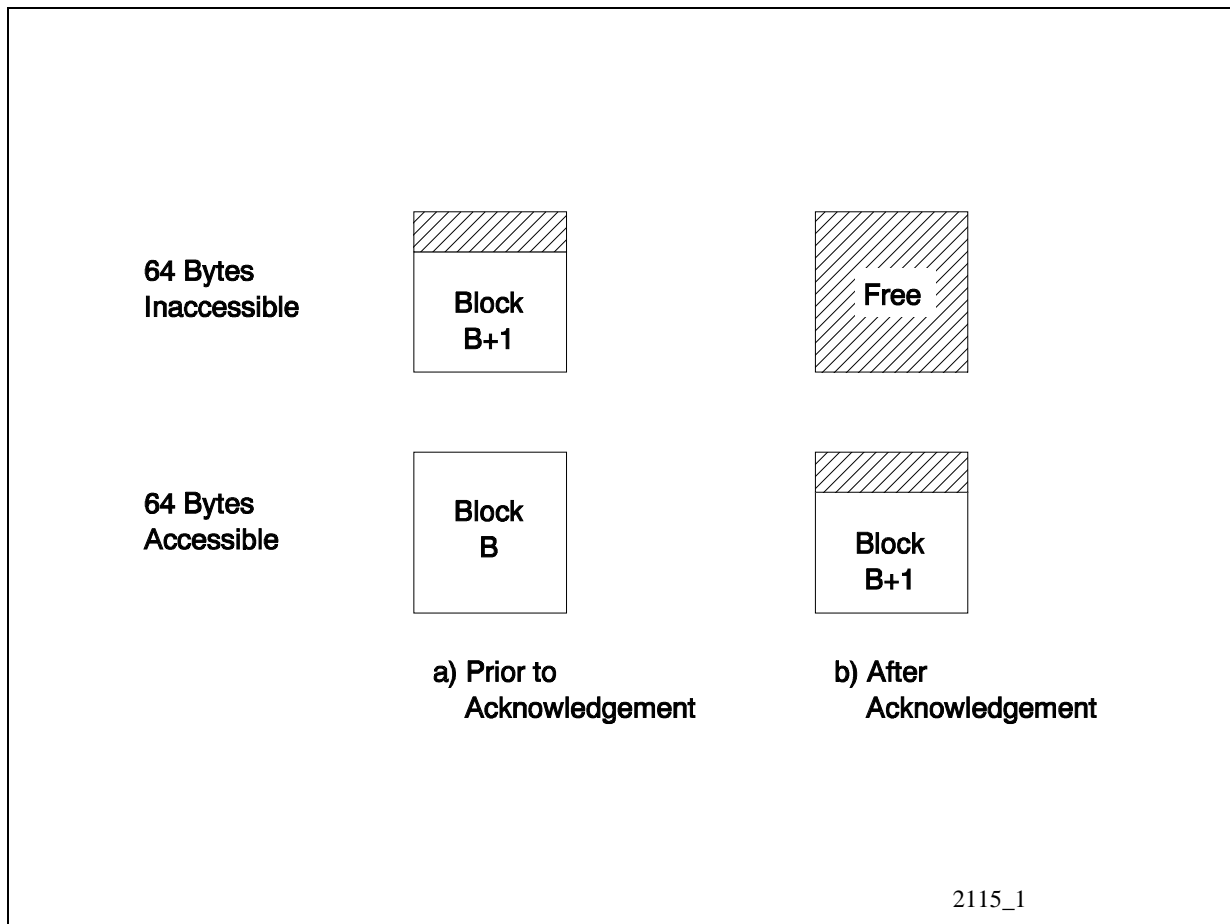 64 Bytes
Inaccessible
Block
B+1
Free
64 Bytes
Accessible
Block
B
Block
B+1
a) Prior to
Acknowledgement
b) After
Acknowledgement
2115_1